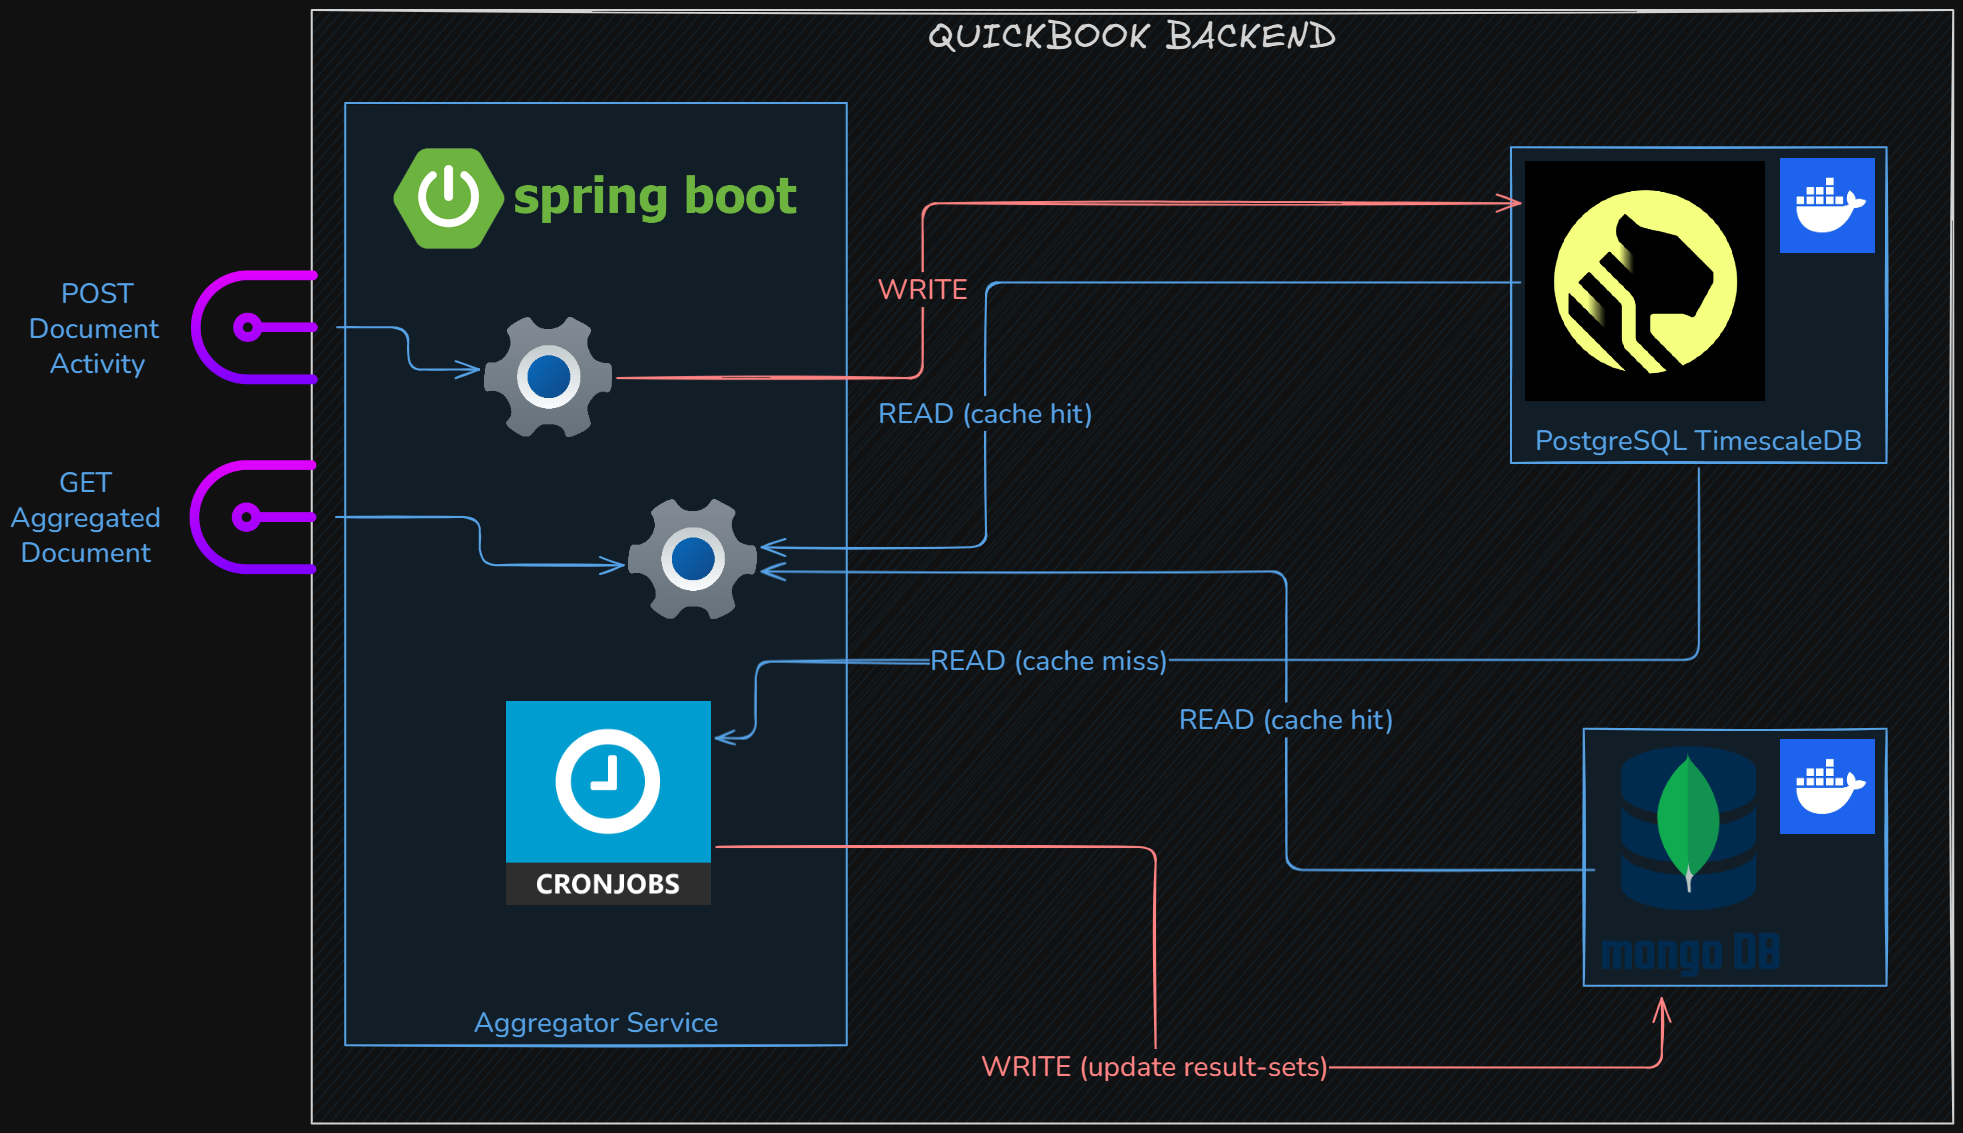 QUICKBOOK BACKEND
spring boot
POST
Document
Activity
WRITE
READ (cache hit)
PostgreSQL TimescaleDB
GET
Aggregated
Document
READ (cache miss)
READ (cache hit)
CRONJOBS
mongo DB
Aggregator Service
WRITE (update result-sets)